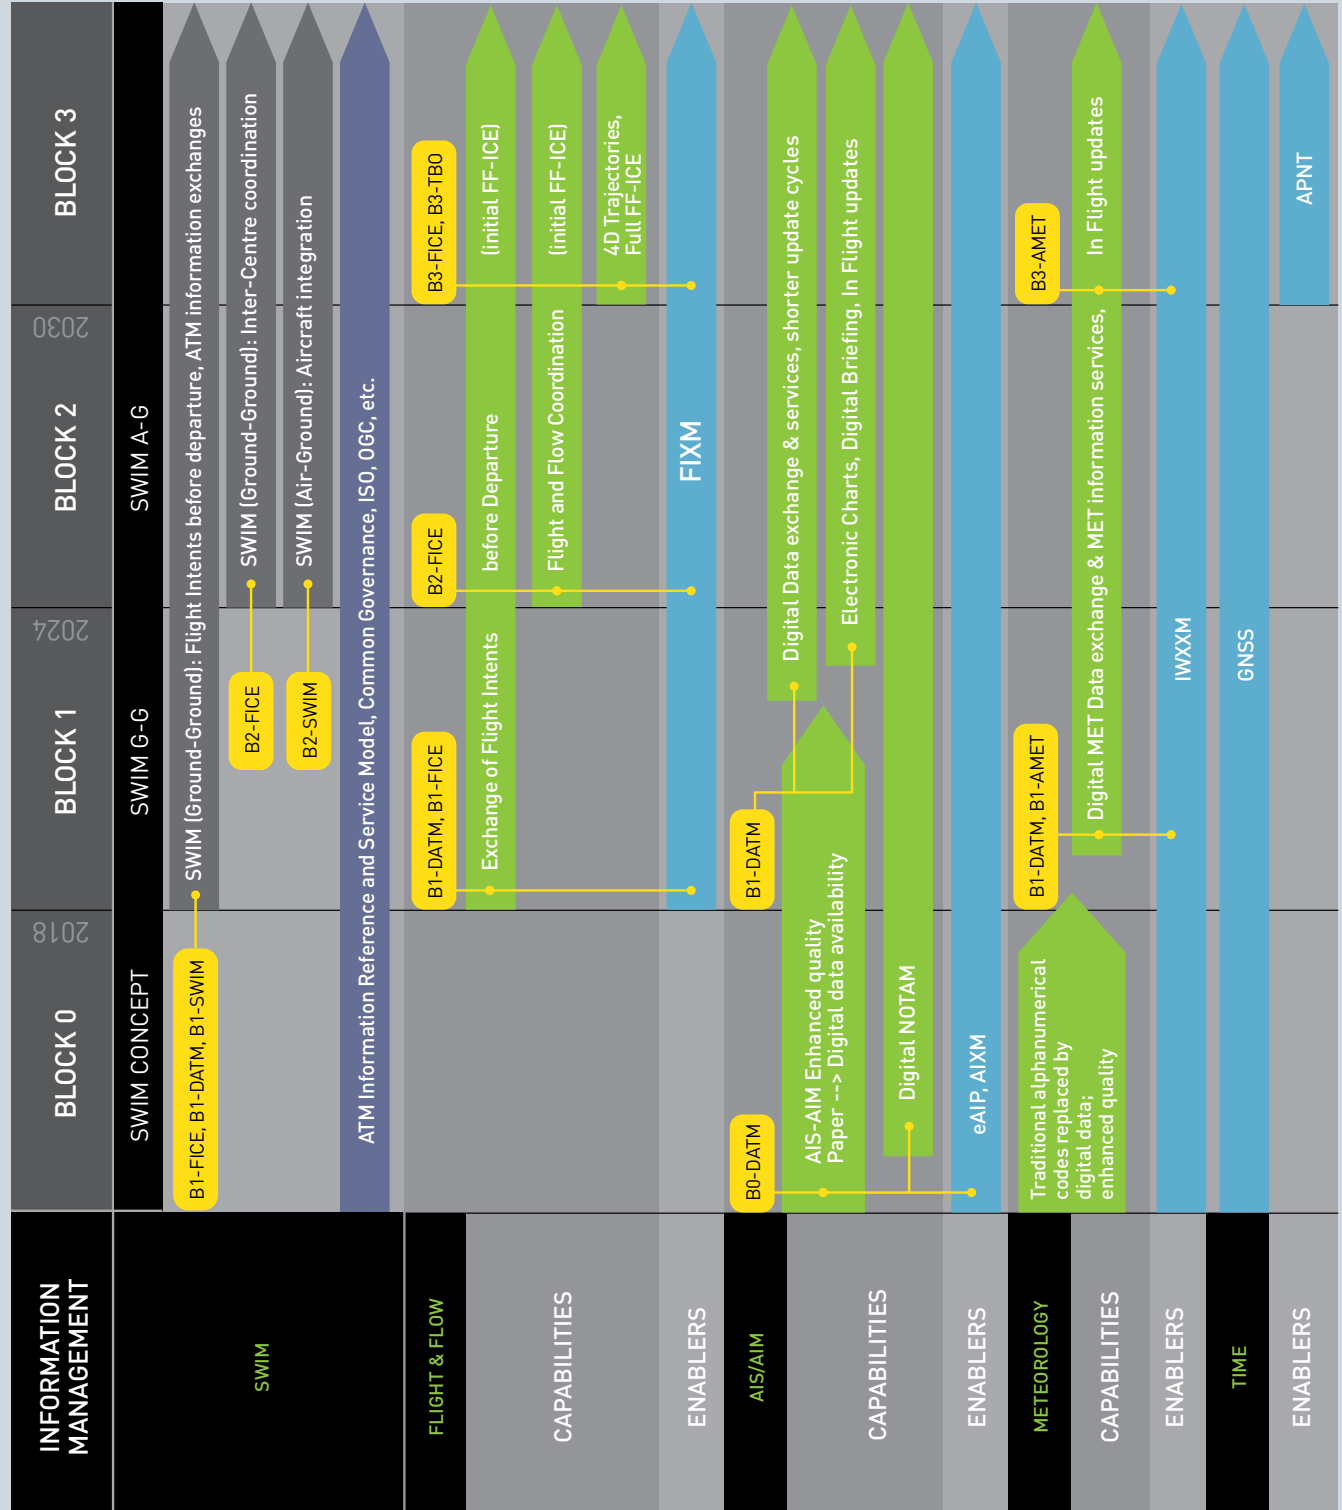 INFORMATION
MANAGEMENT
BLOCK 0
2018
BLOCK 1
2024
BLOCK 2
2030
BLOCK 3
SWIM CONCEPT
SWIM G-G
SWIM A-G
SWIM
B1-FICE, B1-DATM, B1-SWIM
SWIM (Ground-Ground): Flight Intents before departure, ATM information exchanges
B2-FICE
SWIM (Ground-Ground): Inter-Centre coordination
B2-SWIM
SWIM (Air-Ground): Aircraft integration
ATM Information Reference and Service Model, Common Governance, ISO, OGC, etc.
FLIGHT & FLOW
B1-DATM, B1-FICE
B2-FICE
B3-FICE, B3-TBO
CAPABILITIES
Exchange of Flight Intents
before Departure
(initial FF-ICE)
Flight and Flow Coordination
(initial FF-ICE)
4D Trajectories,
Full FF-ICE
ENABLERS
FIXM
AIS/AIM
B0-DATM
B1-DATM
CAPABILITIES
Digital Data exchange & services, shorter update cycles
AIS-AIM Enhanced quality
Paper --> Digital data availability
Electronic Charts, Digital Briefing, In Flight updates
Digital NOTAM
ENABLERS
eAIP, AIXM
METEOROLOGY
B1-DATM, B1-AMET
B3-AMET
CAPABILITIES
Traditional alphanumerical
codes replaced by
digital data;
enhanced quality
Digital MET Data exchange & MET information services,
In Flight updates
ENABLERS
IWXXM
TIME
GNSS
ENABLERS
APNT